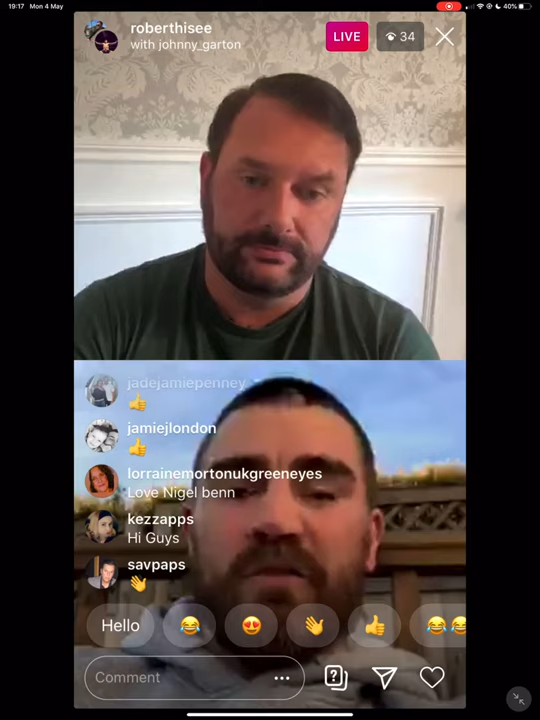 19:17 Mon 4 May
40%
roberthisee
with johnny_garton
LIVE
34
jadejamiepenney
jamiejlondon
lorrainemortonukgreeneyes
Love Nigel benn
kezzapps
Hi Guys
savpaps
Hello
Comment